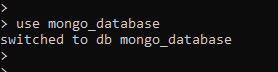 >
> use mongo_database
switched to db mongo_database
>
>